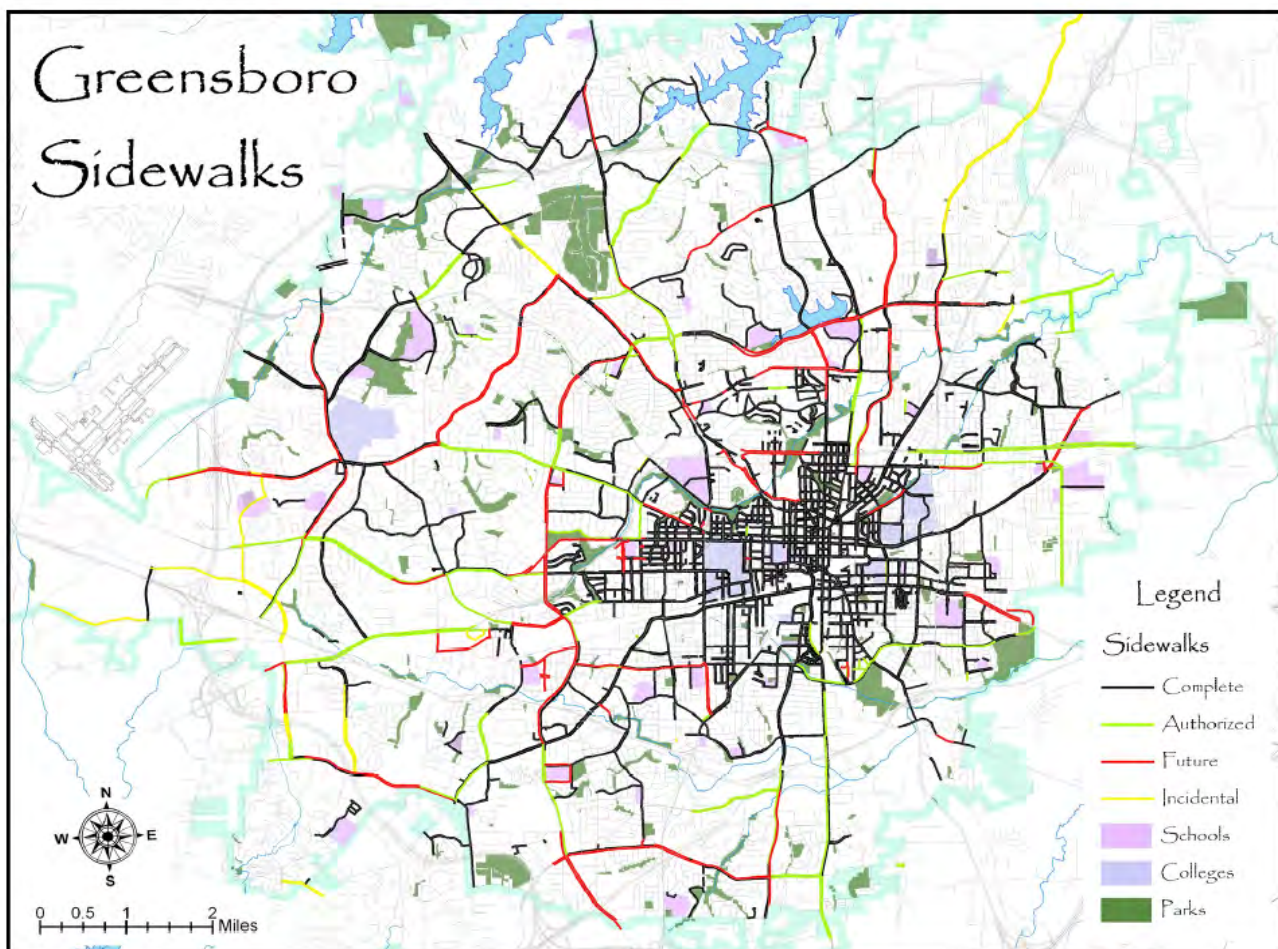 Greensboro
Sidewalks
Legend
Sidewalks
Complete
Authorized
Future
Incidental
Schools
Colleges
Parks
N
W E
S
0 0.5 1 2
Miles